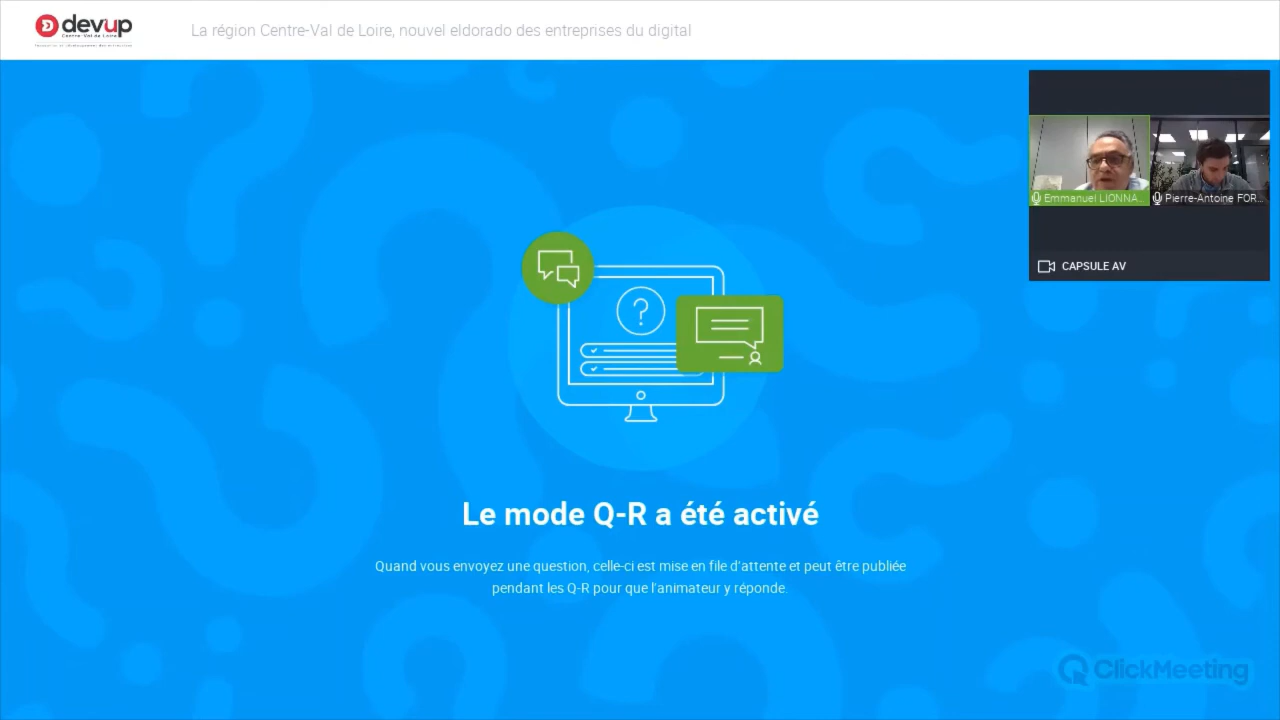 devup
Centre-Val de Loire
La région Centre-Val de Loire, nouvel eldorado des entreprises du digital
Emmanuel LIONNA...
Pierre-Antoine FOR...
CAPSULE AV
Le mode Q-R a été activé
Quand vous envoyez une question, celle-ci est mise en file d'attente et peut être publiée
pendant les Q-R pour que l'animateur y réponde.
ClickMeeting